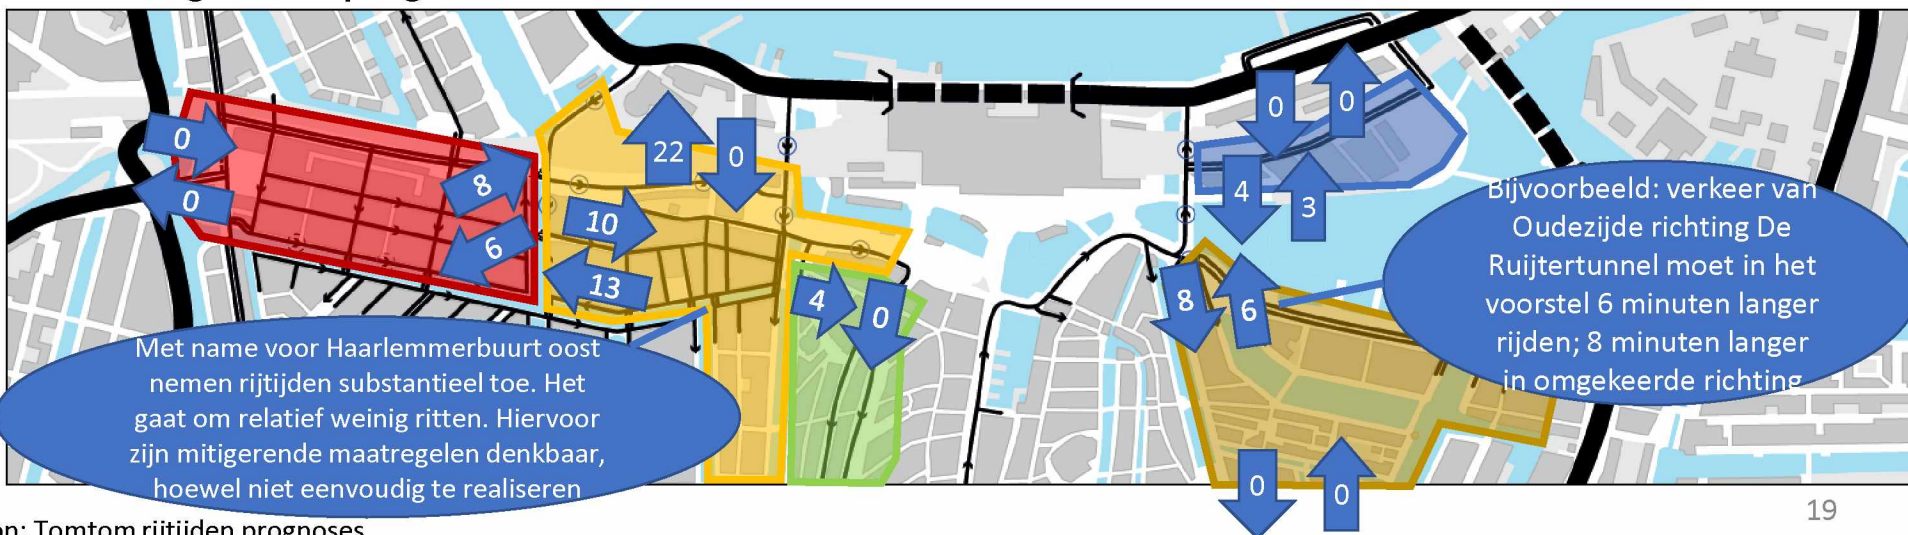 0
0
8
6
22
0
10
13
4
0
0
0
4
3
8
6
0
0
Bijvoorbeeld: verkeer van
Oudezijde richting De
Ruijtertunnel moet in het
voorstel 6 minuten langer
rijden; 8 minuten langer
in omgekeerde richting
Met name voor Haarlemmerbuurt oost
nemen rijtijden substantieel toe. Het
gaat om relatief weinig ritten. Hiervoor
zijn mitigerende maatregelen denkbaar,
hoewel niet eenvoudig te realiseren
19
Tomtom rijtijden prognoses